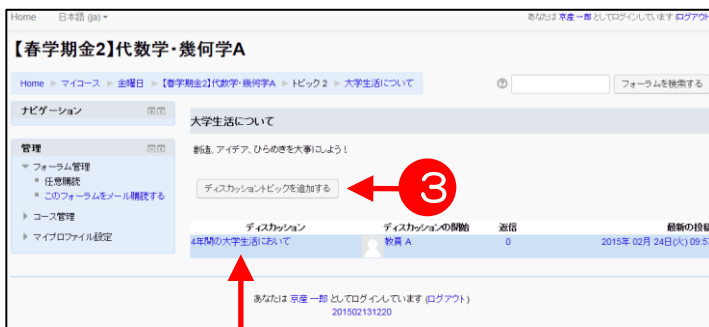 Home 日本語 (ja)
あなたは 京産 一郎 としてログインしています (ログアウト
【春学期金2】代数学・幾何学A
Home ▶ マイコース ▶ 金曜日 ▶ 【春学期金2】代数学・幾何学A ▶ トピック 2 ▶ 大学生活について
フォーラムを検索する
ナビゲーション
管理
フォーラム管理
任意購読
このフォーラムをメール購読する
コース管理
マイプロファイル設定
大学生活について
創造、アイデア、ひらめきを大事にしよう！
ディスカッショントピックを追加する
3
ディスカッション ディスカッションの開始 返信 最新の投稿
4年間の大学生活において 教員 A 0 2015年 02月 24日(火) 09:57
あなたは 京産 一郎 としてログインしています (ログアウト)
201502131220